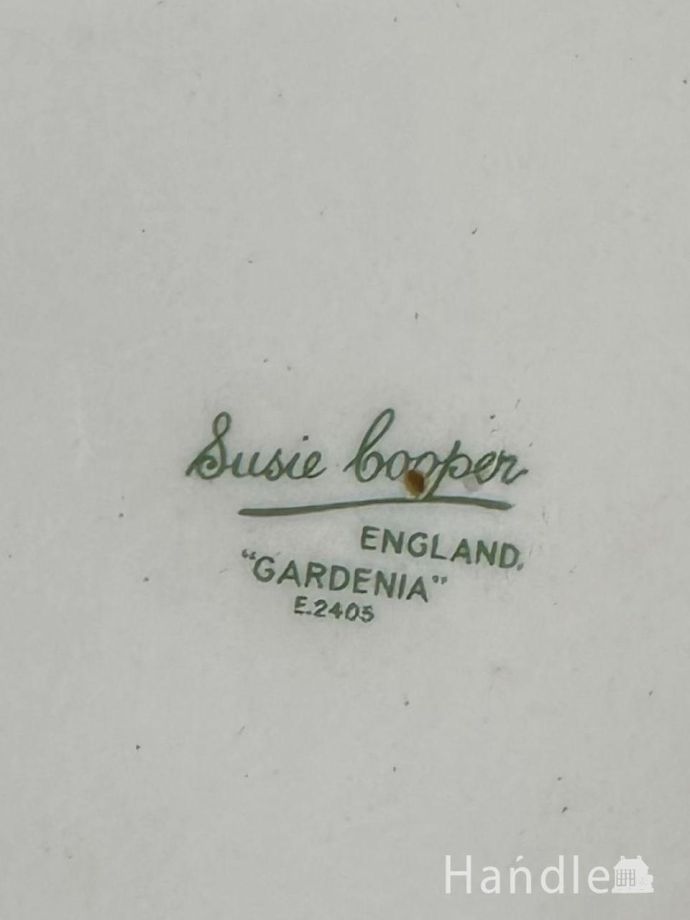 Susie Cooper
ENGLAND.
"GARDENIA"
E.2405
Handle